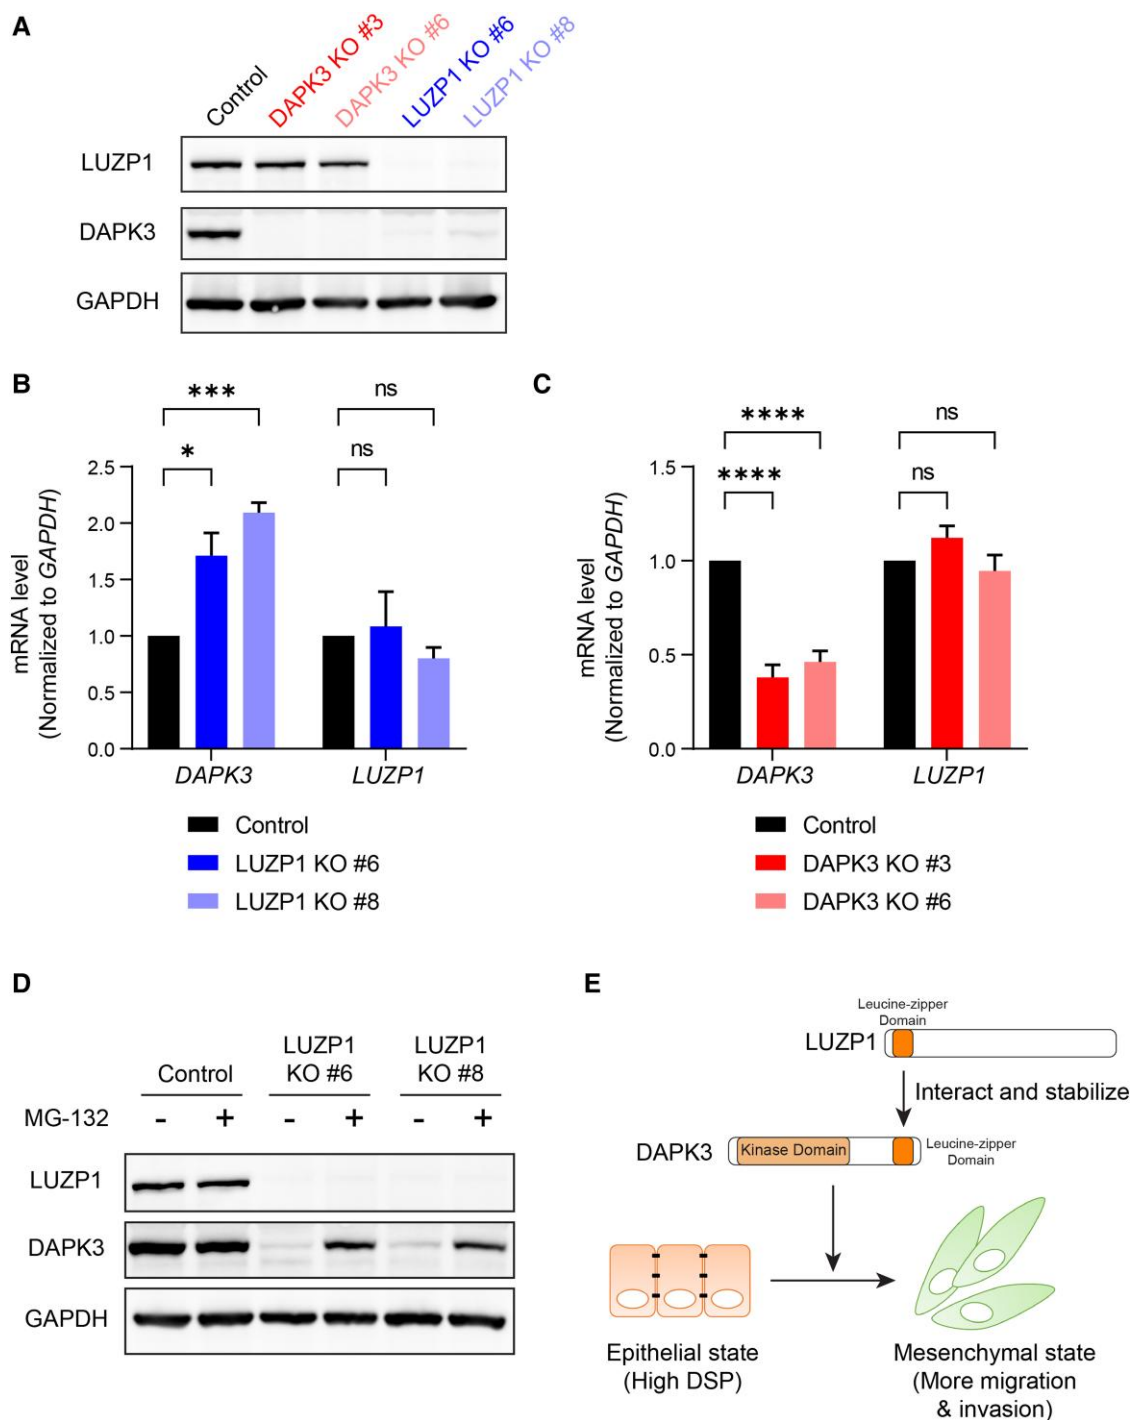 A
Control
DAPK3 KO #3
DAPK3 KO #6
LUZP1 KO #6
LUZP1 KO #8
LUZP1
DAPK3
GAPDH
B
mRNA level
(Normalized to GAPDH)
2.5
2.0
1.5
1.0
0.5
0.0
***
*
ns
ns
DAPK3
LUZP1
Control
LUZP1 KO #6
LUZP1 KO #8
C
mRNA level
(Normalized to GAPDH)
1.5
1.0
0.5
0.0
****
****
ns
ns
DAPK3
LUZP1
Control
DAPK3 KO #3
DAPK3 KO #6
D
Control
LUZP1
KO #6
LUZP1
KO #8
MG-132 - + - + - +
LUZP1
DAPK3
GAPDH
E
Leucine-zipper
Domain
LUZP1
Interact and stabilize
DAPK3
Kinase Domain
Leucine-zipper
Domain
Epithelial state
(High DSP)
Mesenchymal state
(More migration
& invasion)